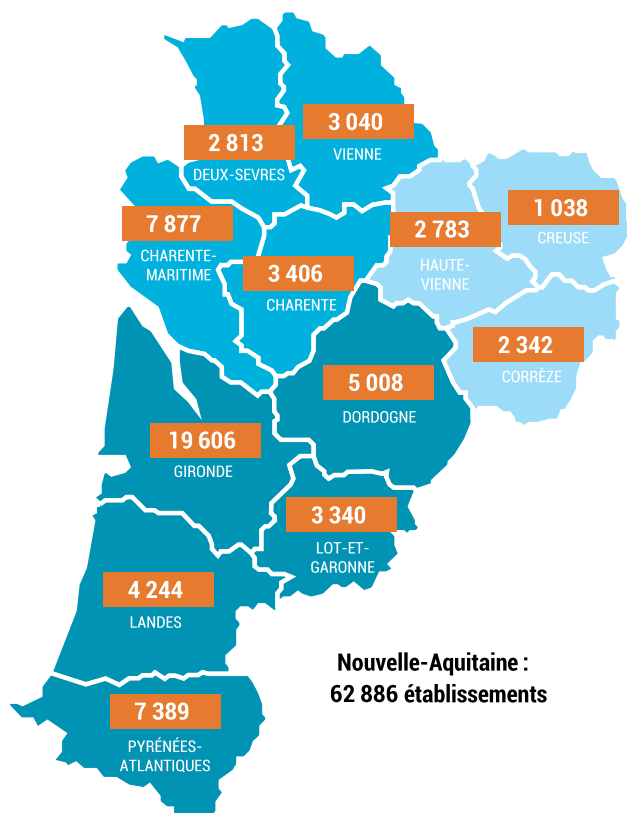 3 040
VIENNE
2 813
DEUX-SEVRES
7 877
CHARENTE-
MARITIME
3 406
CHARENTE
2 783
HAUTE-
VIENNE
1 038
CREUSE
2 342
CORRÈZE
5 008
DORDOGNE
19 606
GIRONDE
3 340
LOT-ET-
GARONNE
4 244
LANDES
Nouvelle-Aquitaine :
62 886 établissements
7 389
PYRÉNÉES-
ATLANTIQUES